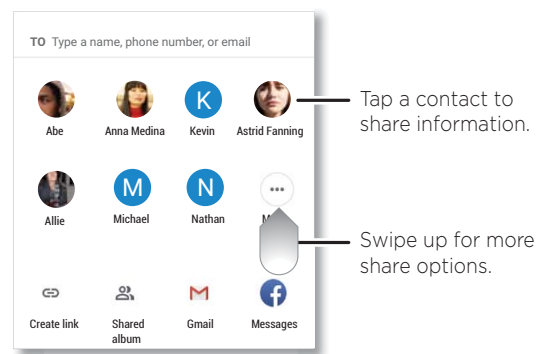 TO Type a name, phone number, or email
K
Abe Anna Medina Kevin Astrid Fanning
Tap a contact to
share information.
M N
Allie Michael Nathan
Swipe up for more
share options.
Create link Shared album Gmail Messages